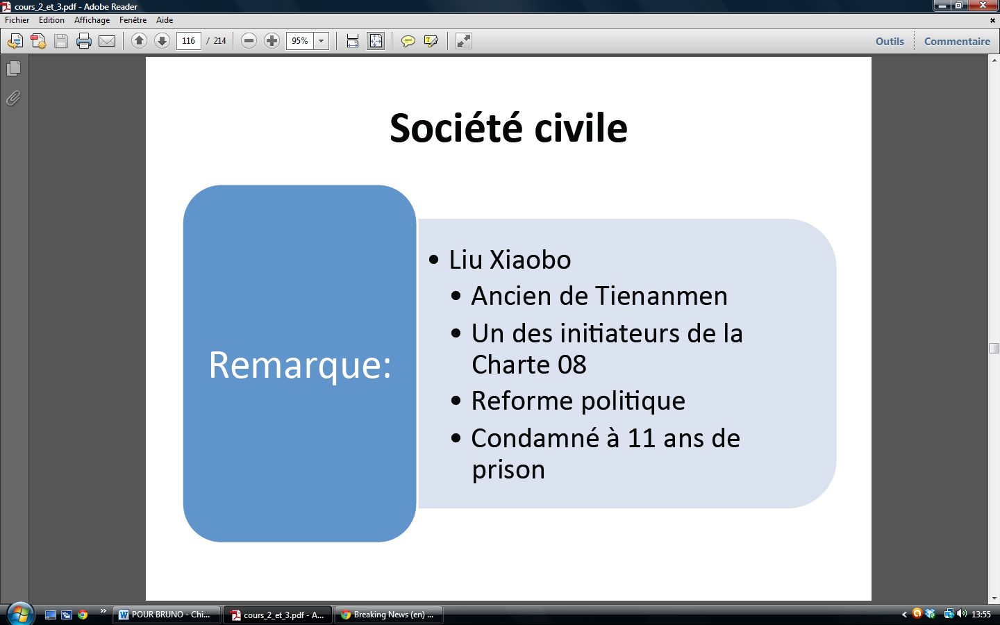 cours_2_et_3.pdf - Adobe Reader
Fichier Edition Affichage Fenêtre Aide
116 / 214 95% Outils Commentaire
Société civile
Remarque:
• Liu Xiaobo
• Ancien de Tienanmen
• Un des initiateurs de la
Charte 08
• Reforme politique
• Condamné à 11 ans de
prison
POUR BRUNO - Chi... cours_2_et_3.pdf - A... Breaking News (en) ... 13:55